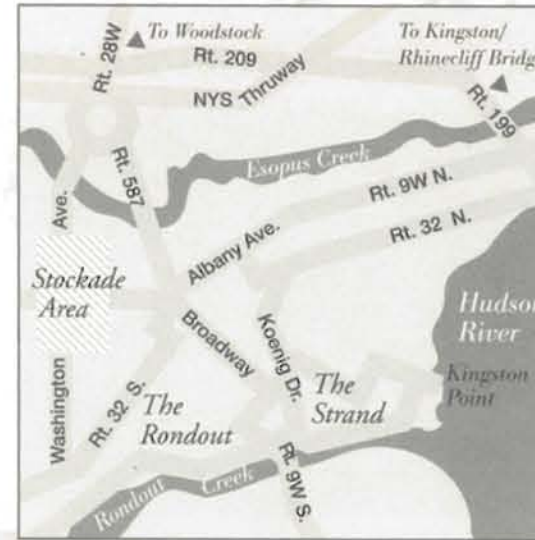 To Woodstock
Rt. 28W
Rt. 209
NYS Thruway
To Kingston/
Rhinecliff Bridge
Rt. 199
Esopus Creek
Rt. 587
Rt. 9W N.
Rt. 32 N.
Albany Ave.
Washington Ave.
Stockade
Area
Broadway
Koenig Dr.
Hudson
River
Kingston
Point
The
Strand
The
Rondout
Rt. 32 S.
Rondout Creek
Rt. 9W S.